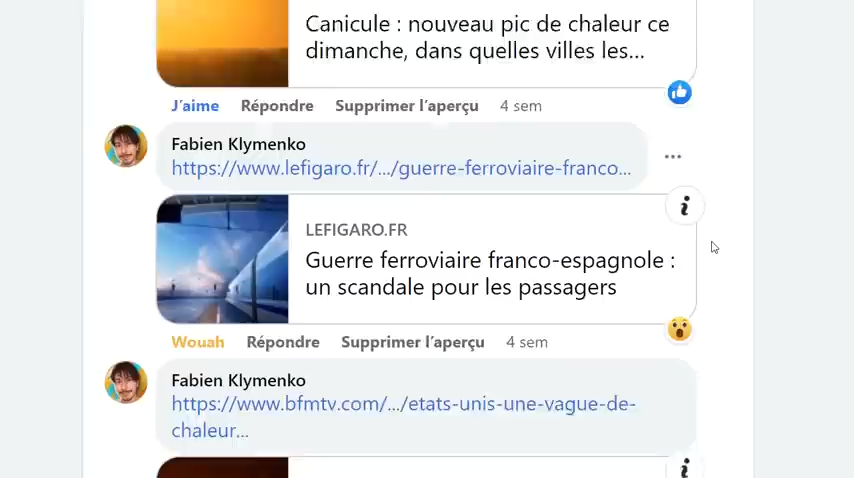 Canicule : nouveau pic de chaleur ce
dimanche, dans quelles villes les...
J'aime Répondre Supprimer l'aperçu 4 sem
Fabien Klymenko
https://www.lefigaro.fr/.../guerre-ferroviaire-franco...
LEFIGARO.FR
Guerre ferroviaire franco-espagnole :
un scandale pour les passagers
Wouah Répondre Supprimer l'aperçu 4 sem
Fabien Klymenko
https://www.bfmtv.com/.../etats-unis-une-vague-de-
chaleur...